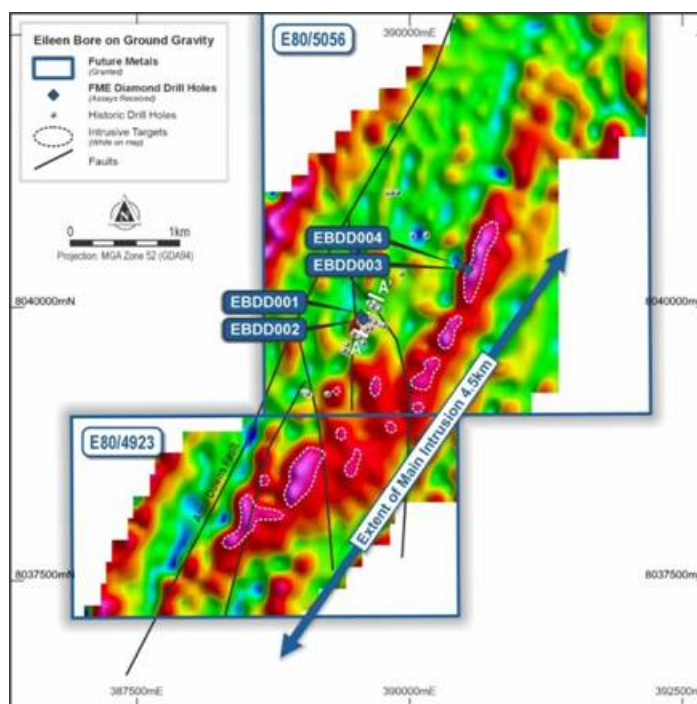 Eileen Bore on Ground Gravity
Future Metals
(Granted)
FME Diamond Drill Holes
(Assays Received)
Historic Drill Holes
Intrusive Targets
(White on map)
Faults
N
0 1km
Projection: MGA Zone 52 (GDA94)
390000mE
E80/5056
EBDD004
EBDD003
A'
8040000mN
8040000mN
EBDD001
EBDD002
A
E80/4923
Extent of Main Intrusion 4.5km
8037500mN
8037500mN
387500mE
390000mE
392500m